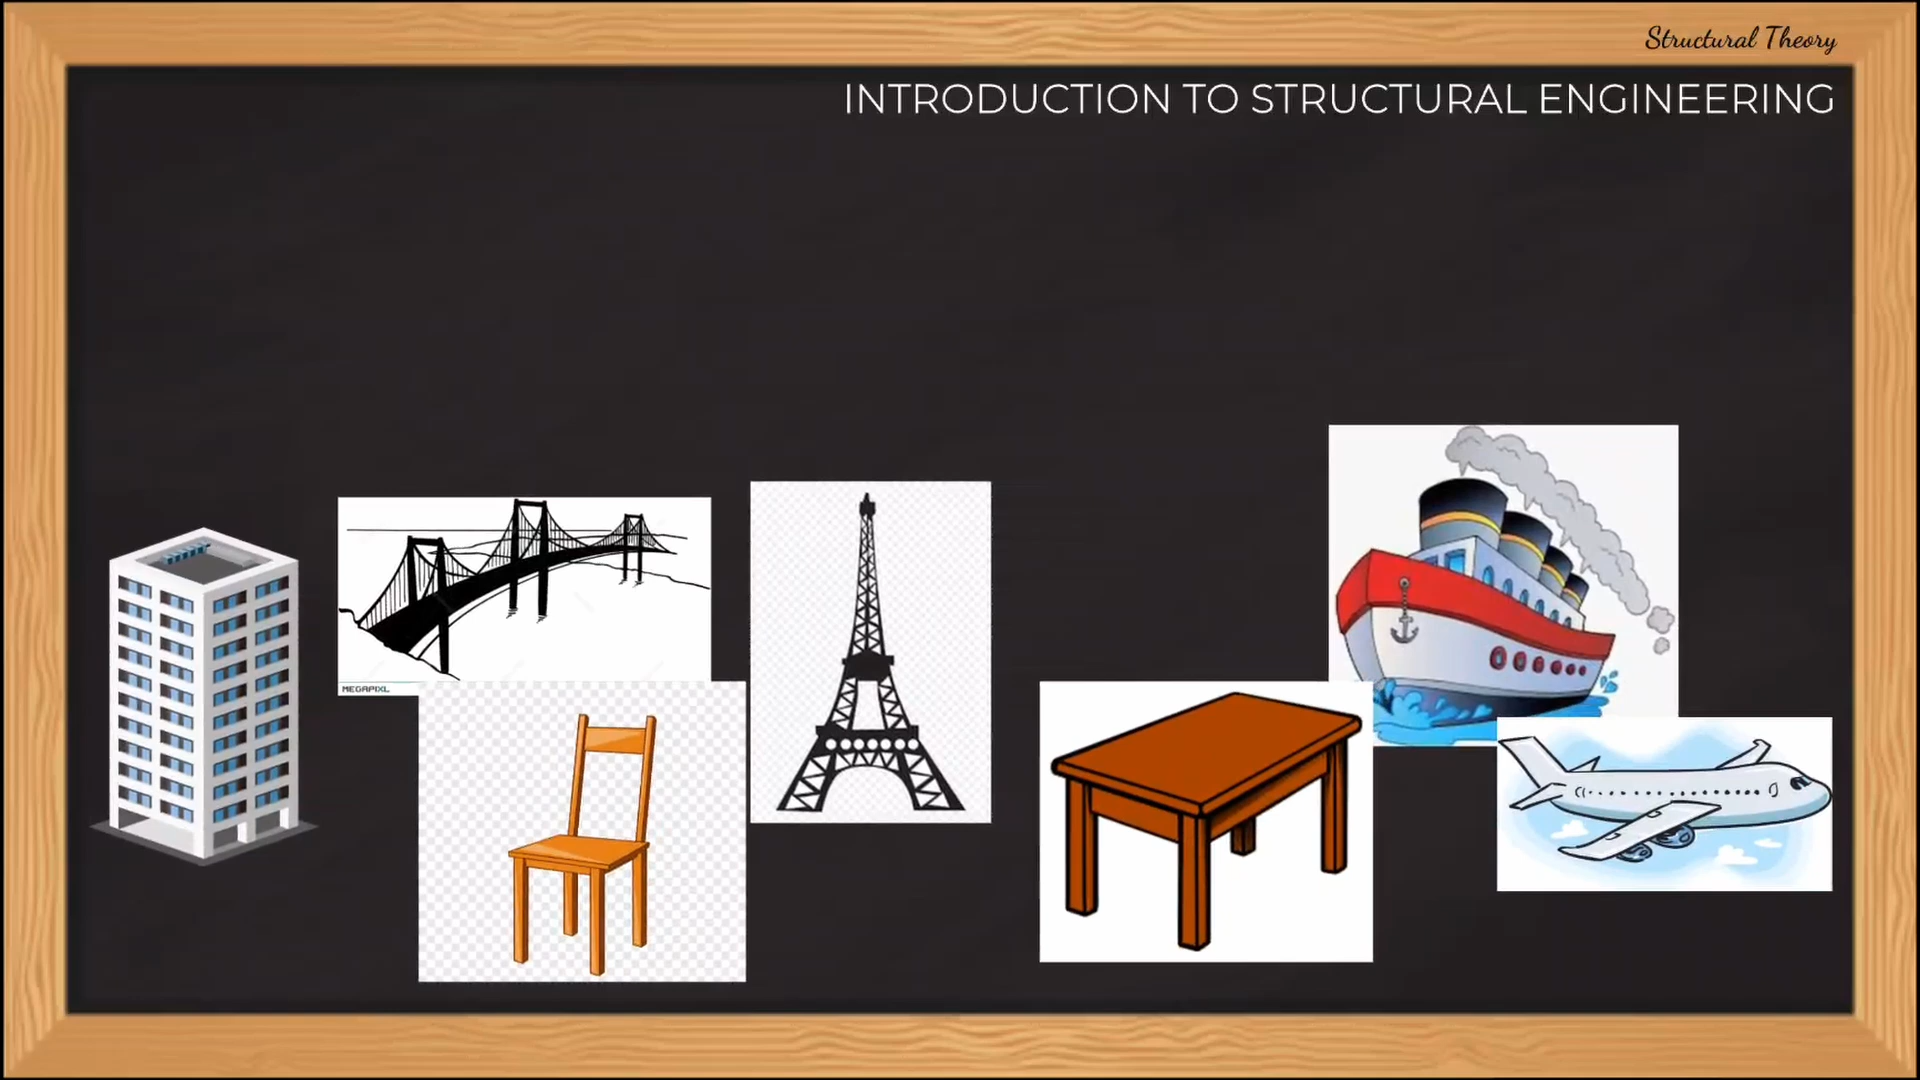 Structural Theory
INTRODUCTION TO STRUCTURAL ENGINEERING
MEGAPIXL